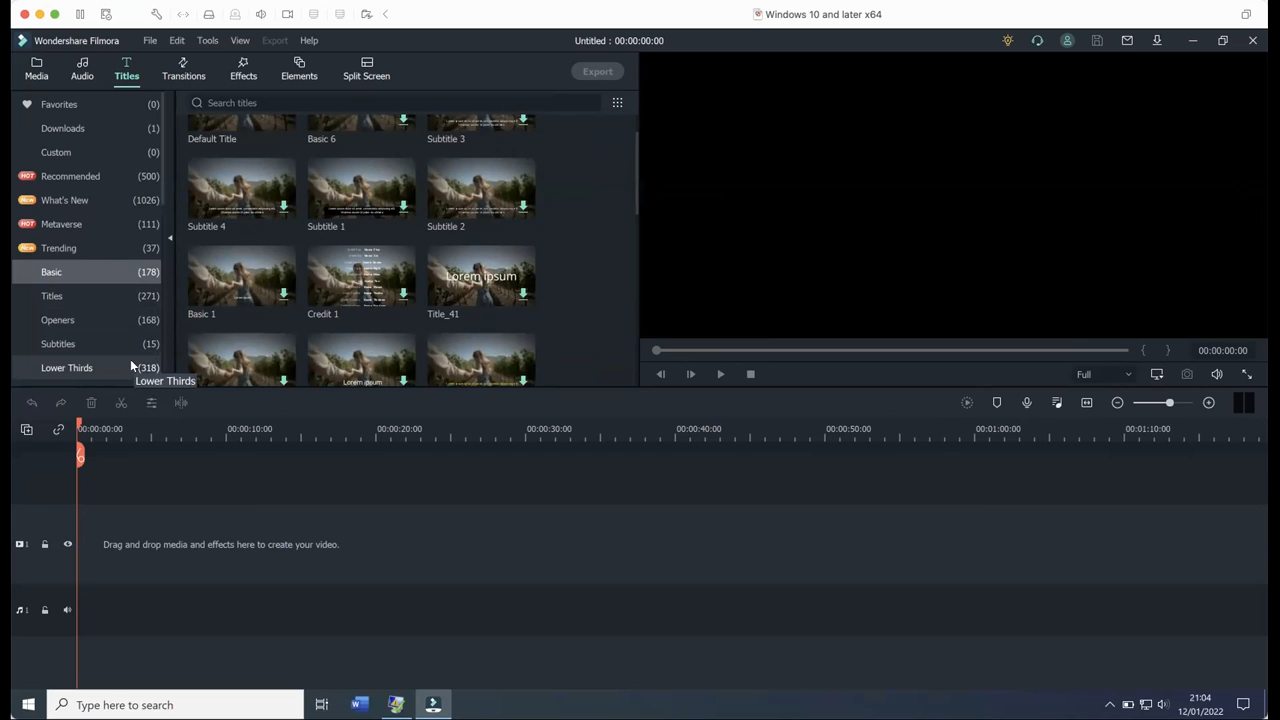 Windows 10 and later x64
Wondershare Filmora File Edit Tools View Export Help Untitled : 00:00:00:00
Media Audio Titles Transitions Effects Elements Split Screen Export
Favorites (0)
Downloads (1)
Custom (0)
HOT Recommended (500)
New What's New (1026)
HOT Metaverse (111)
New Trending (37)
Basic (178)
Titles (271)
Openers (168)
Subtitles (15)
Lower Thirds (318)
Lower Thirds
Search titles
Default Title Basic 6 Subtitle 3
Subtitle 4 Subtitle 1 Subtitle 2
Lorem ipsum
Basic 1 Credit 1 Title_41
Lorem ipsum
00:00:00:00
Full
00:00:00:00 00:00:10:00 00:00:20:00 00:00:30:00 00:00:40:00 00:00:50:00 00:01:00:00 00:01:10:00
1 Drag and drop media and effects here to create your video.
1
Type here to search
21:04
12/01/2022